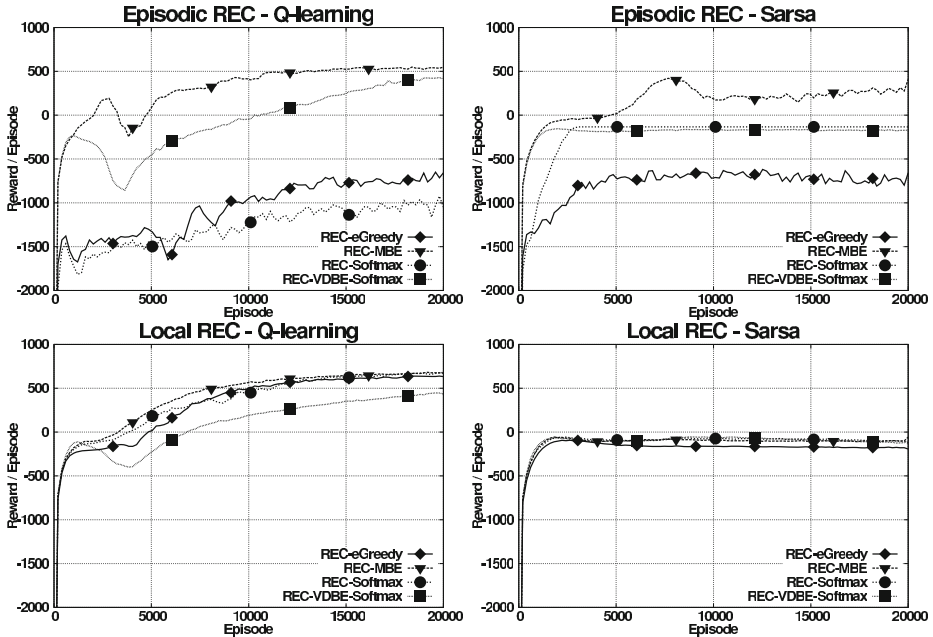 Episodic REC - Q-learning
Reward / Episode
1000
500
0
-500
-1000
-1500
-2000
REC-eGreedy
REC-MBE
REC-Softmax
REC-VDBE-Softmax
0 5000 10000 15000 20000
Episode
Episodic REC - Sarsa
Reward / Episode
1000
500
0
-500
-1000
-1500
-2000
REC-eGreedy
REC-MBE
REC-Softmax
REC-VDBE-Softmax
0 5000 10000 15000 20000
Episode
Local REC - Q-learning
Reward / Episode
1000
500
0
-500
-1000
-1500
-2000
REC-eGreedy
REC-MBE
REC-Softmax
REC-VDBE-Softmax
0 5000 10000 15000 20000
Episode
Local REC - Sarsa
Reward / Episode
1000
500
0
-500
-1000
-1500
-2000
REC-eGreedy
REC-MBE
REC-Softmax
REC-VDBE-Softmax
0 5000 10000 15000 20000
Episode